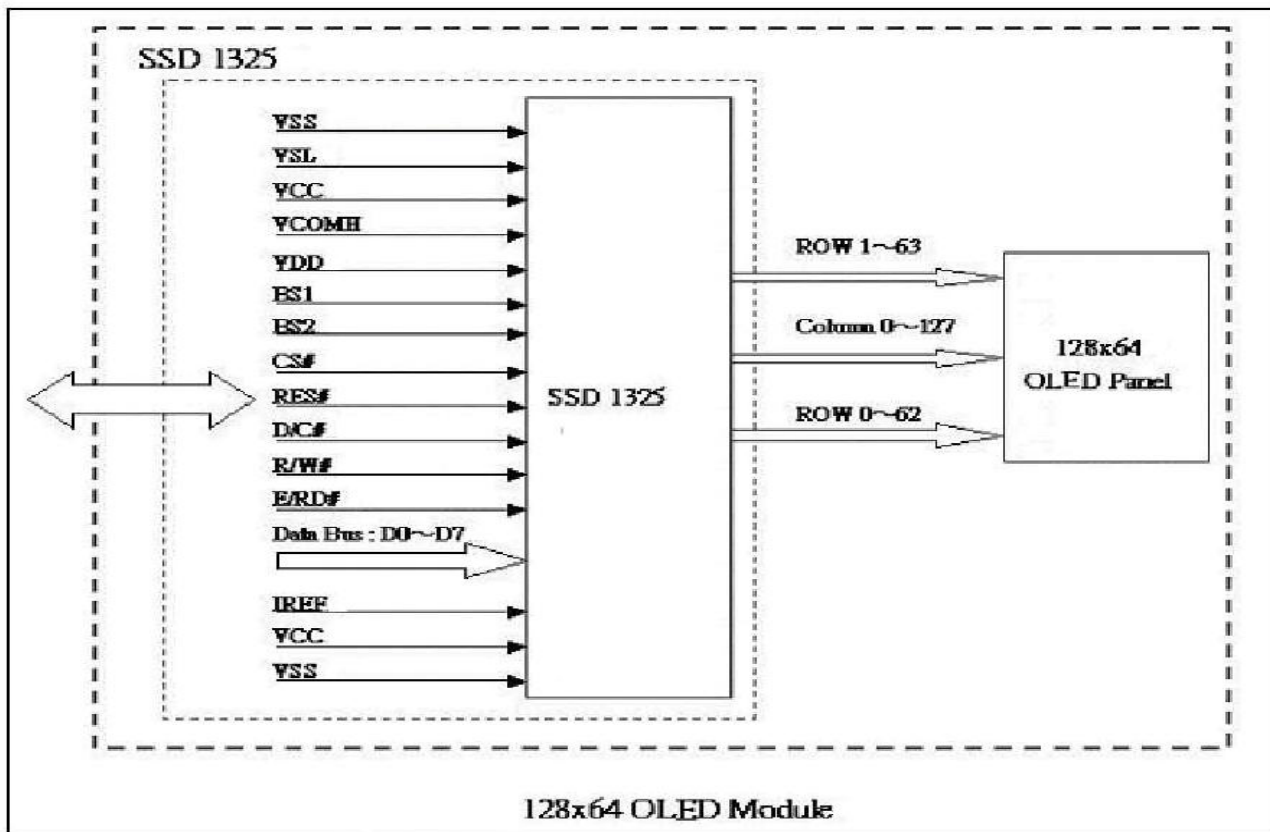 SSD 1325
VSS
VSL
VCC
VCOMH
VDD
BS1
BS2
CS#
RES#
D/C#
R/W#
E/RD#
Data Bus : D0~D7
IREF
VCC
VSS
SSD 1325
ROW 1~63
Column 0~127
ROW 0~62
128x64
OLED Panel
128x64 OLED Module